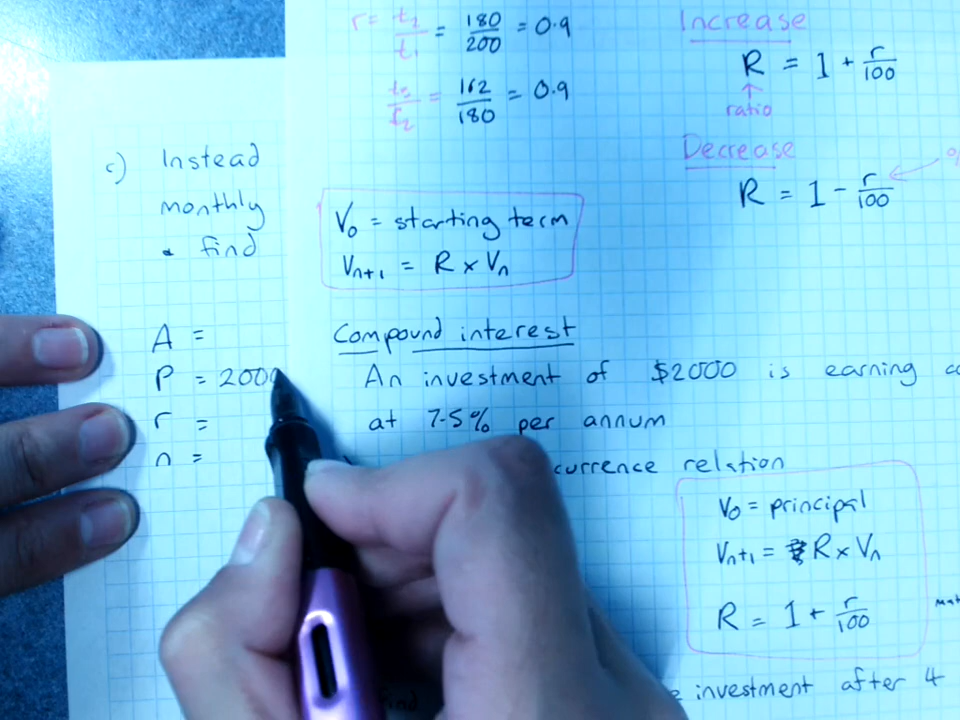 r = t2/t1 = 180/200 = 0.9
t3/t2 = 162/180 = 0.9
Increase
R = 1 + r/100
ratio
Decrease
R = 1 - r/100
V0 = starting term
Vn+1 = R × Vn
Compound interest
An investment of $2000 is earning
at 7.5% per annum
currence relation
V0 = principal
Vn+1 = R × Vn
R = 1 + r/100
investment after 4
c) Instead
monthly
find
A =
P = 2000
r =
n =